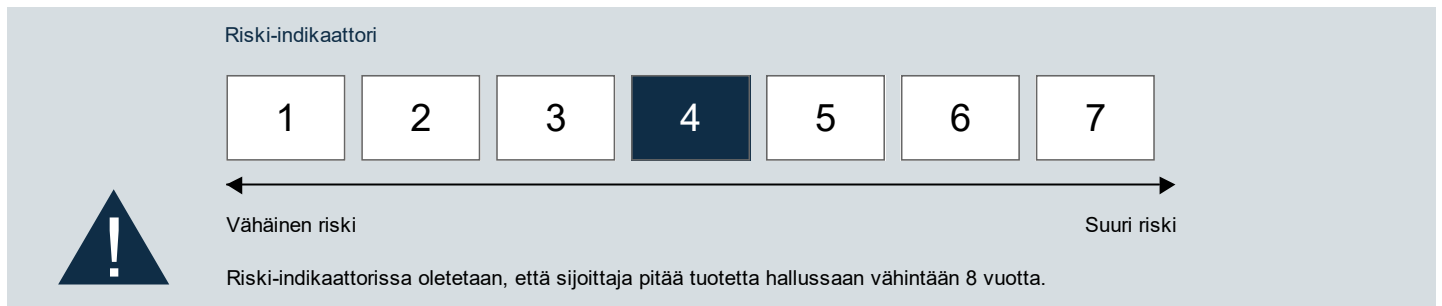 Riski-indikaattori
1 2 3 4 5 6 7
Vähäinen riski Suuri riski
!
Riski-indikaattorissa oletetaan, että sijoittaja pitää tuotetta hallussaan vähintään 8 vuotta.